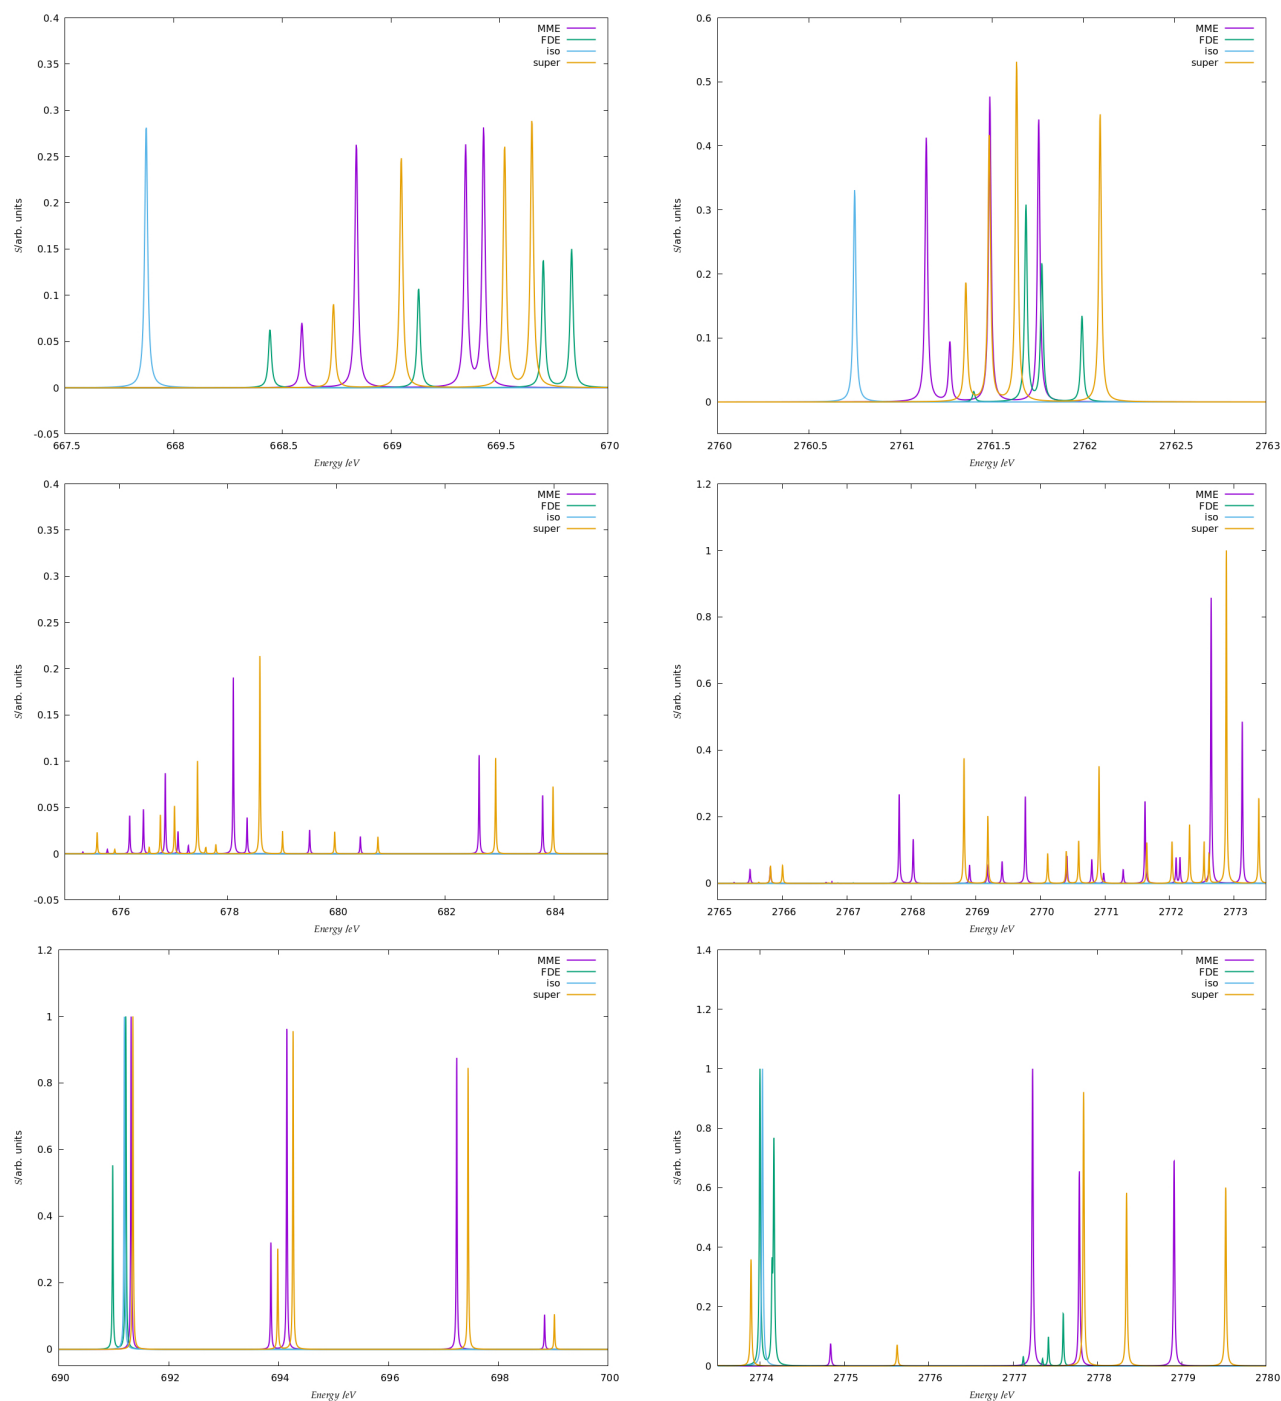 0.4
0.35
0.3
0.25
0.2
0.15
0.1
0.05
0
-0.05
S/arb. units
667.5 668 668.5 669 669.5 670
Energy /eV
MME
FDE
iso
super
0.6
0.5
0.4
0.3
0.2
0.1
0
S/arb. units
2760 2760.5 2761 2761.5 2762 2762.5 2763
Energy /eV
MME
FDE
iso
super
0.4
0.35
0.3
0.25
0.2
0.15
0.1
0.05
0
-0.05
S/arb. units
676 678 680 682 684
Energy /eV
MME
FDE
iso
super
1.2
1
0.8
0.6
0.4
0.2
0
S/arb. units
2765 2766 2767 2768 2769 2770 2771 2772 2773
Energy /eV
MME
FDE
iso
super
1.2
1
0.8
0.6
0.4
0.2
0
S/arb. units
690 692 694 696 698 700
Energy /eV
MME
FDE
iso
super
1.4
1.2
1
0.8
0.6
0.4
0.2
0
S/arb. units
2774 2775 2776 2777 2778 2779 2780
Energy /eV
MME
FDE
iso
super